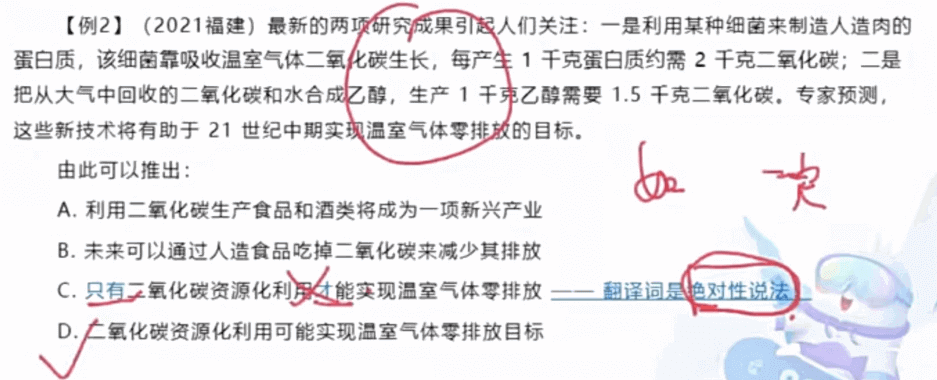 【例2】(2021福建)最新的两项研究成果引起人们关注：一是利用某种细菌来制造人造肉的
蛋白质，该细菌靠吸收温室气体二氧化碳生长，每产生 1 千克蛋白质约需 2 千克二氧化碳；二是
把从大气中回收的二氧化碳和水合成乙醇，生产 1 千克乙醇需要 1.5 千克二氧化碳。专家预测，
这些新技术将有助于 21 世纪中期实现温室气体零排放的目标。
由此可以推出：
A. 利用二氧化碳生产食品和酒类将成为一项新兴产业
B. 未来可以通过人造食品吃掉二氧化碳来减少其排放
C. 只有二氧化碳资源化利用才能实现温室气体零排放 —— 翻译词是绝对性说法
D. 二氧化碳资源化利用可能实现温室气体零排放目标